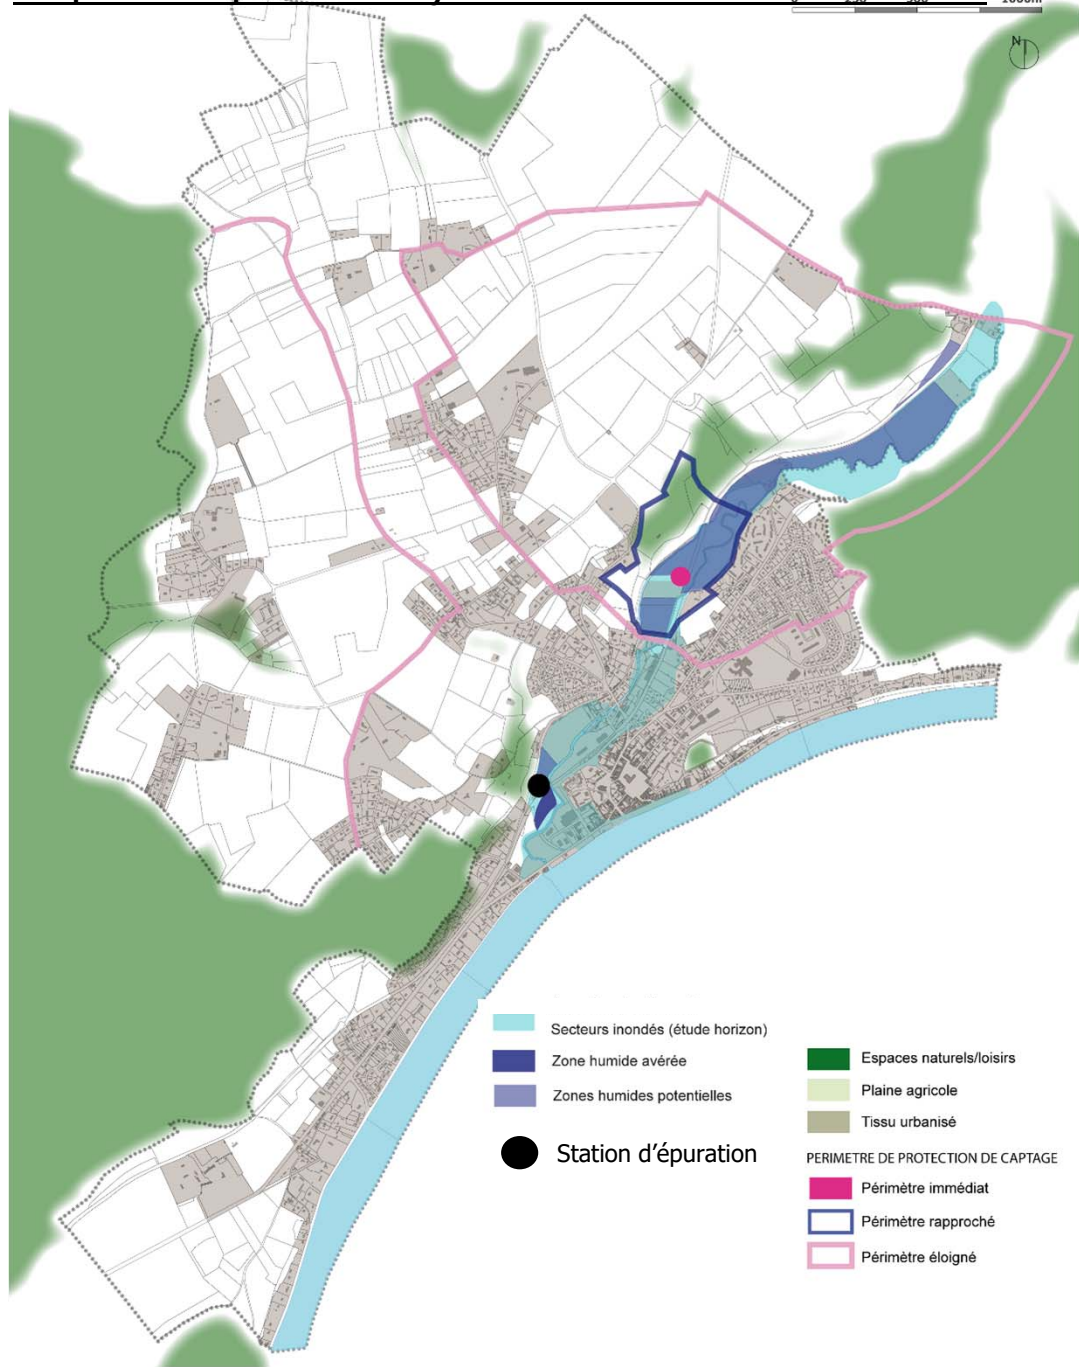 N
Secteurs inondés (étude horizon)
Zone humide avérée
Zones humides potentielles
Station d'épuration
Espaces naturels/loisirs
Plaine agricole
Tissu urbanisé
PERIMETRE DE PROTECTION DE CAPTAGE
Périmètre immédiat
Périmètre rapproché
Périmètre éloigné